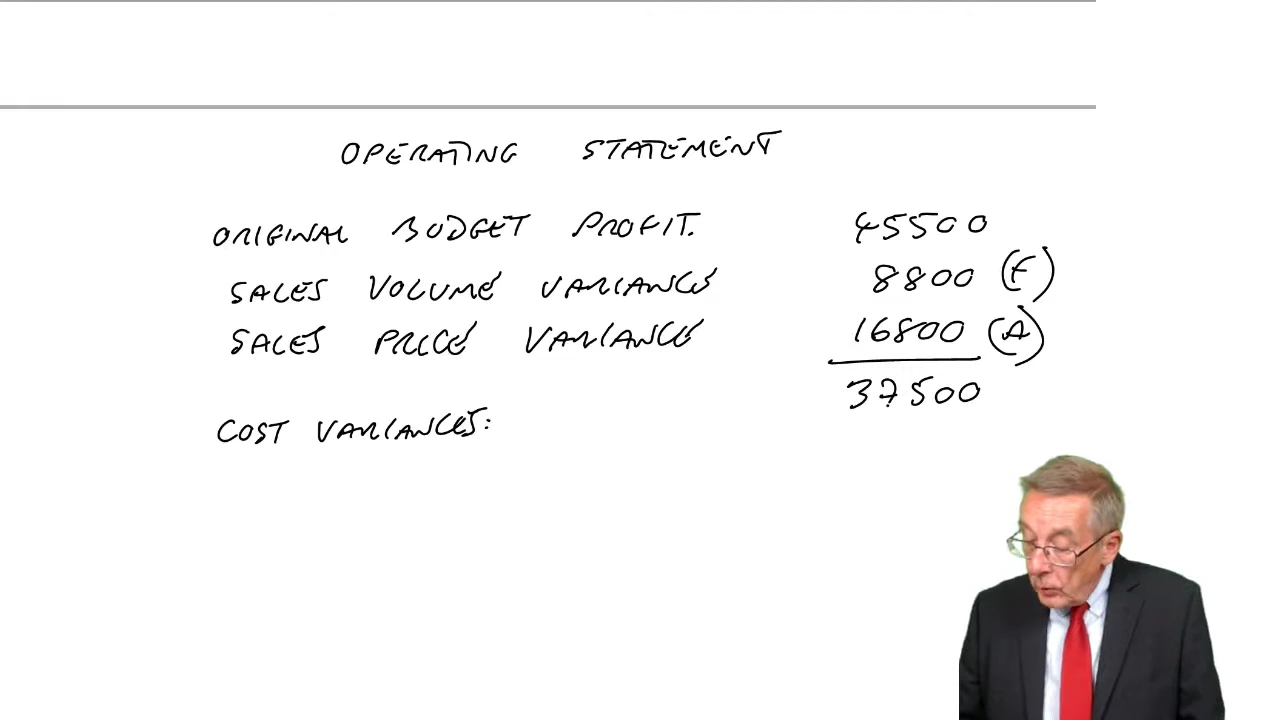 OPERATING STATEMENT
ORIGINAL BUDGET PROFIT. 45500
SALES VOLUME VARIANCE 8800 (F)
SALES PRICE VARIANCE 16800 (A)
37500
COST VARIANCES: